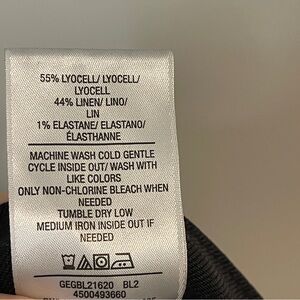 55% LYOCELL/ LYOCELL/
LYOCELL
44% LINEN/ LINO/
LIN
1% ELASTANE/ ELASTANO/
ÉLASTHANNE
MACHINE WASH COLD GENTLE
CYCLE INSIDE OUT/ WASH WITH
LIKE COLORS
ONLY NON-CHLORINE BLEACH WHEN
NEEDED
TUMBLE DRY LOW
MEDIUM IRON INSIDE OUT IF
NEEDED
GEGBL21620 BL2
4500493660